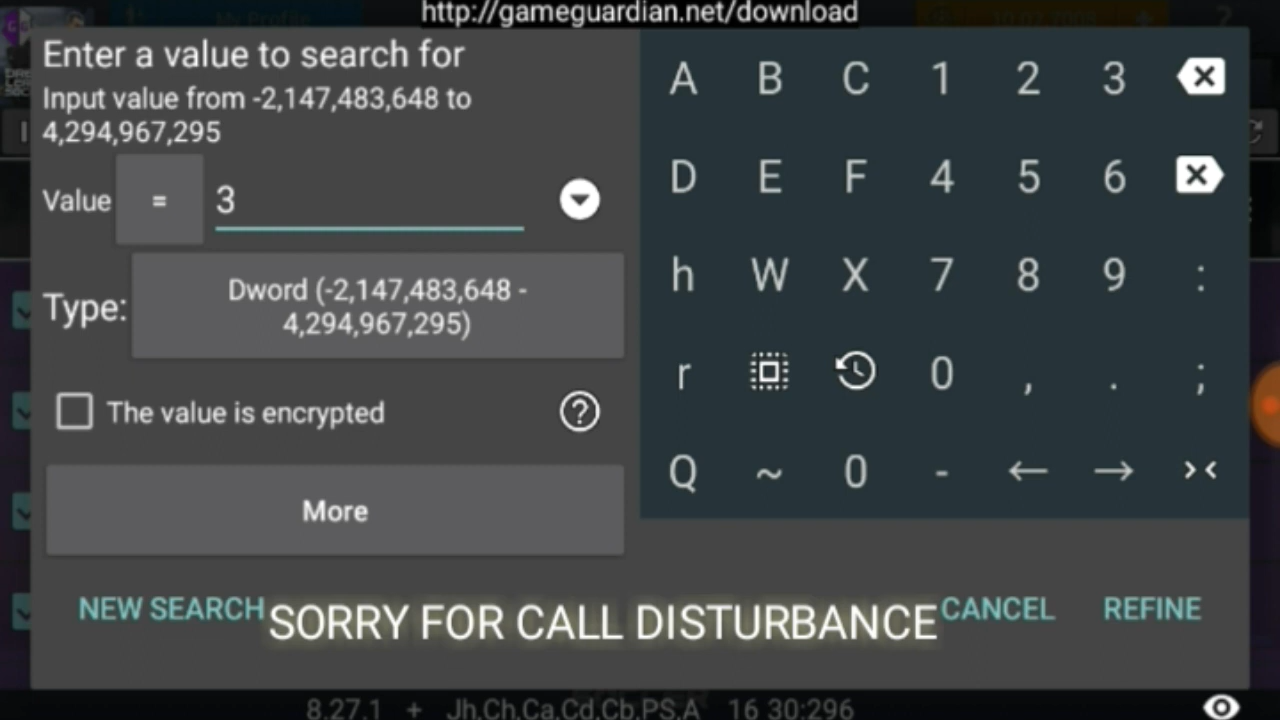 http://gameguardian.net/download
My Profile
Enter a value to search for
Input value from -2,147,483,648 to
4,294,967,295
Value = 3
Type: Dword (-2,147,483,648 -
4,294,967,295)
The value is encrypted
?
More
A B C 1 2 3
D E F 4 5 6
h W X 7 8 9 :
r 0 , . ;
Q ~ 0 - ← → ><
NEW SEARCH CANCEL REFINE
SORRY FOR CALL DISTURBANCE
8.27.1 + Jh,Ch,Ca,Cd,Cb,PS,A 16 30:296